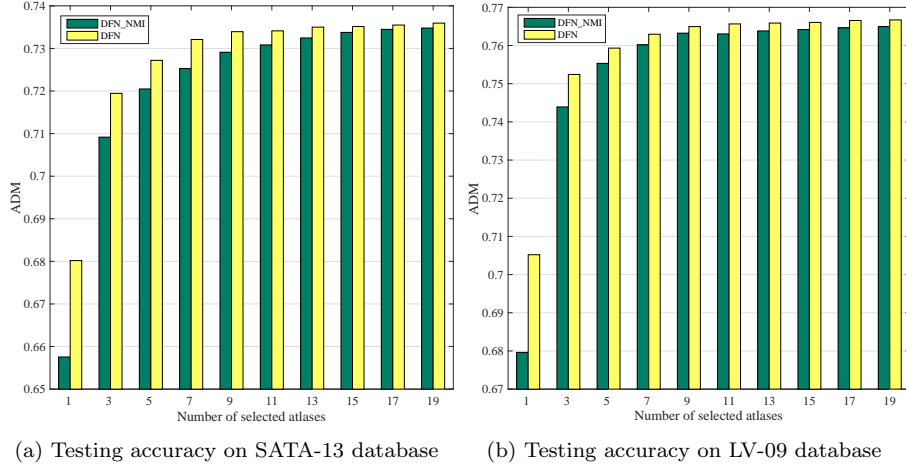 0.74
0.73
0.72
0.71
0.7
0.69
0.68
0.67
0.66
0.65
ADM
DFN_NMI
DFN
1 3 5 7 9 11 13 15 17 19
Number of selected atlases
(a) Testing accuracy on SATA-13 database
0.77
0.76
0.75
0.74
0.73
0.72
0.71
0.7
0.69
0.68
0.67
ADM
DFN_NMI
DFN
1 3 5 7 9 11 13 15 17 19
Number of selected atlases
(b) Testing accuracy on LV-09 database